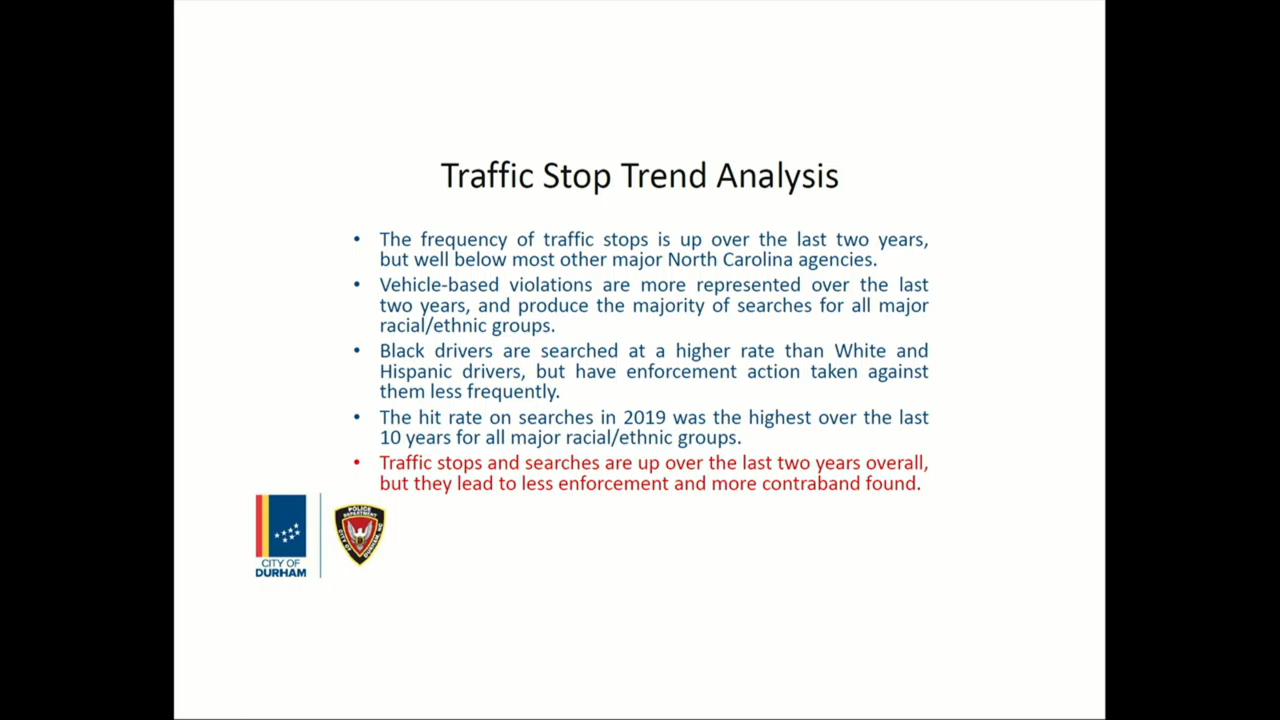 Traffic Stop Trend Analysis
• The frequency of traffic stops is up over the last two years,
but well below most other major North Carolina agencies.
• Vehicle-based violations are more represented over the last
two years, and produce the majority of searches for all major
racial/ethnic groups.
• Black drivers are searched at a higher rate than White and
Hispanic drivers, but have enforcement action taken against
them less frequently.
• The hit rate on searches in 2019 was the highest over the last
10 years for all major racial/ethnic groups.
• Traffic stops and searches are up over the last two years overall,
but they lead to less enforcement and more contraband found.
CITY OF
DURHAM
POLICE
DEPARTMENT
CITY OF
DURHAM, NC